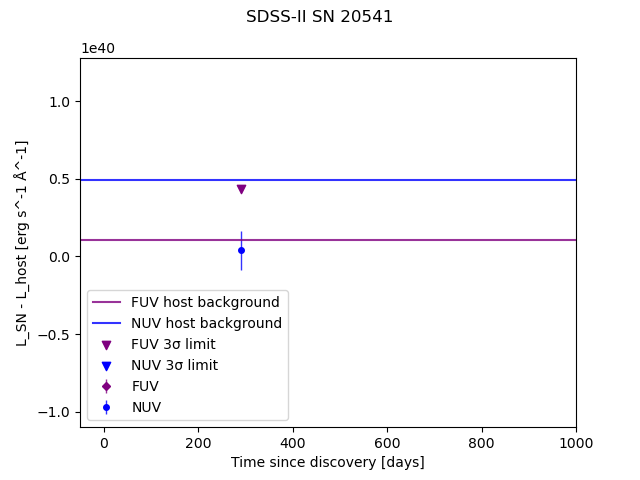 SDSS-II SN 20541
1e40
1.0
0.5
0.0
−0.5
−1.0
L_SN - L_host [erg s^-1 Å^-1]
FUV host background
NUV host background
FUV 3σ limit
NUV 3σ limit
FUV
NUV
0 200 400 600 800 1000
Time since discovery [days]